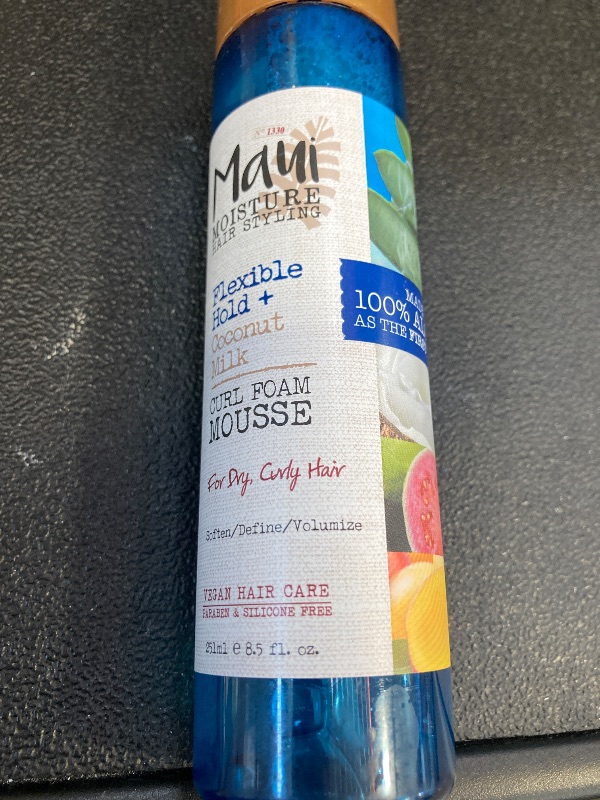 Nº 1330
Maui
MOISTURE
HAIR STYLING
Flexible
Hold +
Coconut
Milk
CURL FOAM
MOUSSE
For Dry, Curly Hair
Soften/Define/Volumize
VEGAN HAIR CARE
PARABEN & SILICONE FREE
251ml e 8.5 fl. oz.
100%
AS THE